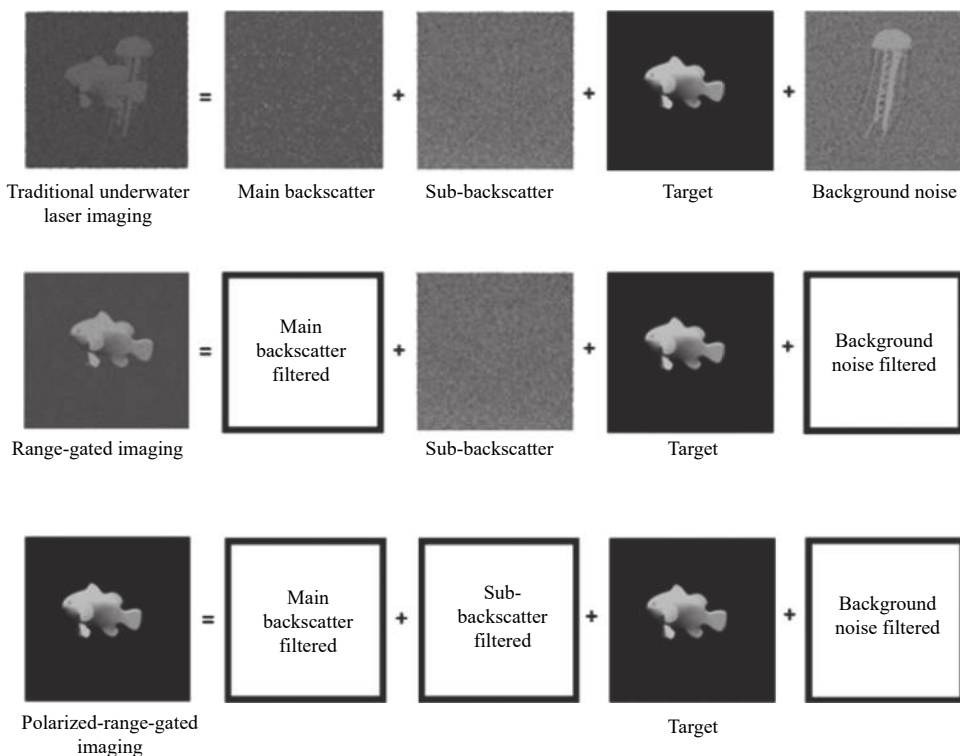 =
+
+
+
Traditional underwater
laser imaging
Main backscatter
Sub-backscatter
Target
Background noise
=
Main
backscatter
filtered
+
+
+
Background
noise filtered
Range-gated imaging
Sub-backscatter
Target
=
Main
backscatter
filtered
+
Sub-
backscatter
filtered
+
+
Background
noise filtered
Polarized-range-gated
imaging
Target